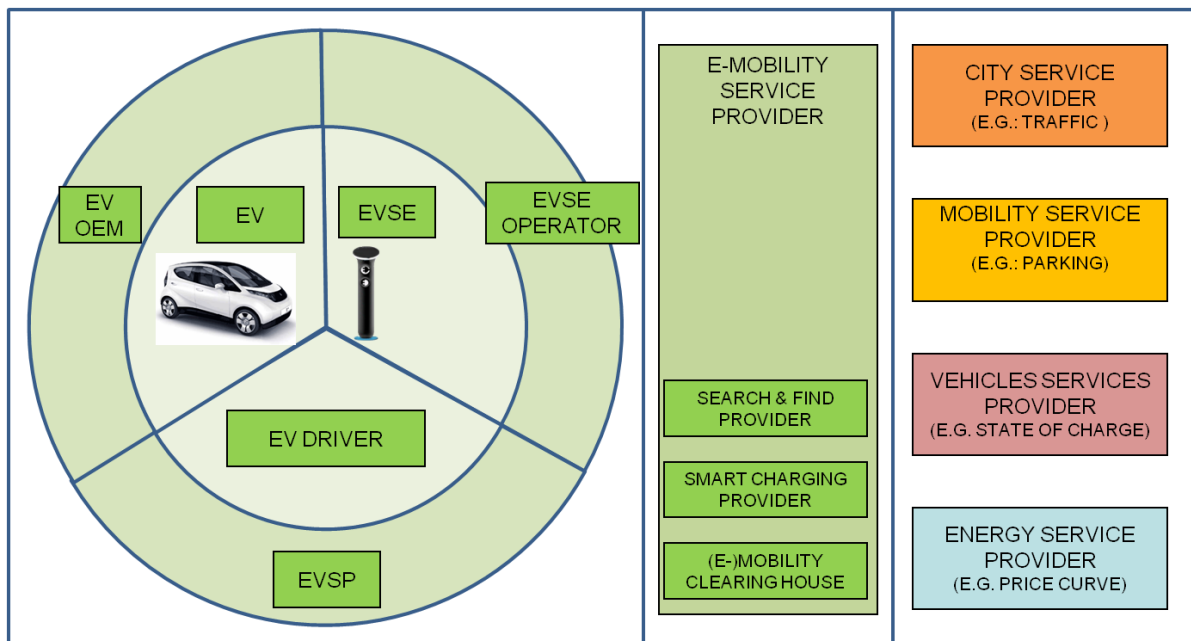 EV
OEM
EV
EVSE
EVSE
OPERATOR
EV DRIVER
EVSP
E-MOBILITY
SERVICE
PROVIDER
SEARCH & FIND
PROVIDER
SMART CHARGING
PROVIDER
(E-)MOBILITY
CLEARING HOUSE
CITY SERVICE
PROVIDER
(E.G.: TRAFFIC )
MOBILITY SERVICE
PROVIDER
(E.G.: PARKING)
VEHICLES SERVICES
PROVIDER
(E.G. STATE OF CHARGE)
ENERGY SERVICE
PROVIDER
(E.G. PRICE CURVE)